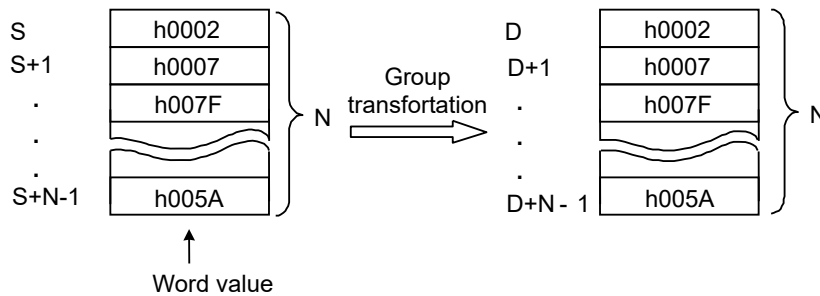 S h0002
S+1 h0007
. h007F
.
.
S+N-1 h005A
N
Word value
Group
transfortation
D h0002
D+1 h0007
. h007F
.
.
D+N - 1 h005A
N